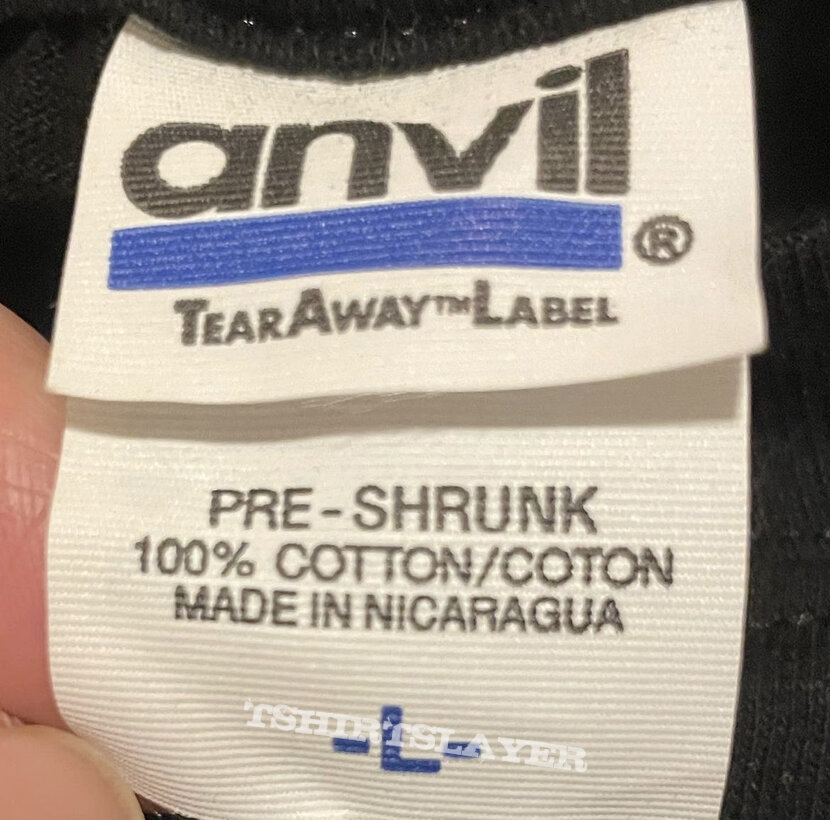 anvil®
TEARAWAY™LABEL
PRE-SHRUNK
100% COTTON/COTON
MADE IN NICARAGUA
-L-
TSHIRTSLAYER